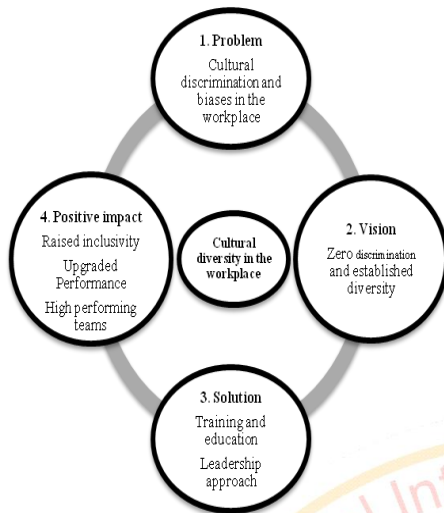 1. Problem
Cultural
discrimination and
biases in the
workplace
2. Vision
Zero discrimination
and established
diversity
3. Solution
Training and
education
Leadership
approach
4. Positive impact
Raised inclusivity
Upgraded
Performance
High performing
teams
Cultural
diversity in the
workplace